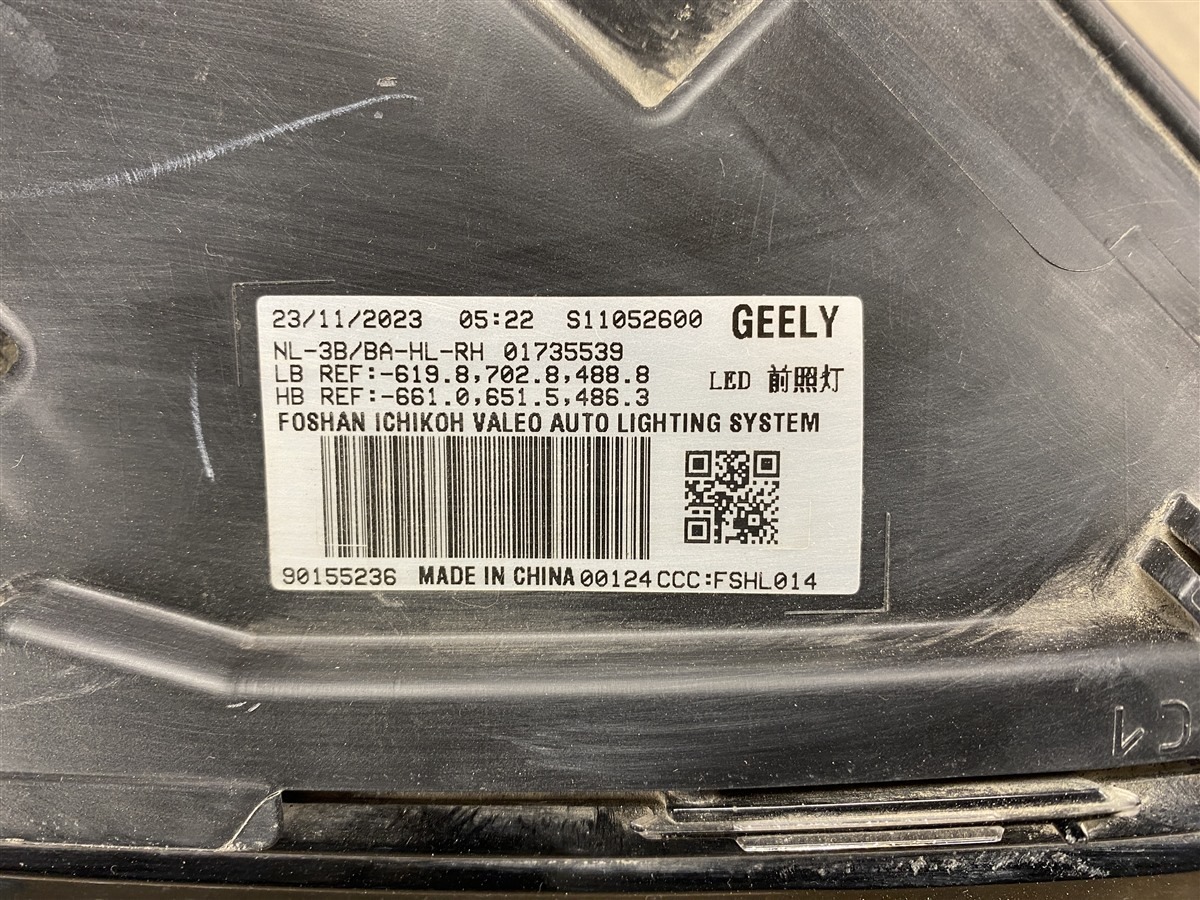 23/11/2023 05:22 S11052600 GEELY
NL-3B/BA-HL-RH 01735539
LB REF:-619.8,702.8,488.8 LED 前照灯
HB REF:-661.0,651.5,486.3
FOSHAN ICHIKOH VALEO AUTO LIGHTING SYSTEM
90155236 MADE IN CHINA 00124 CCC:FSHL014
C1